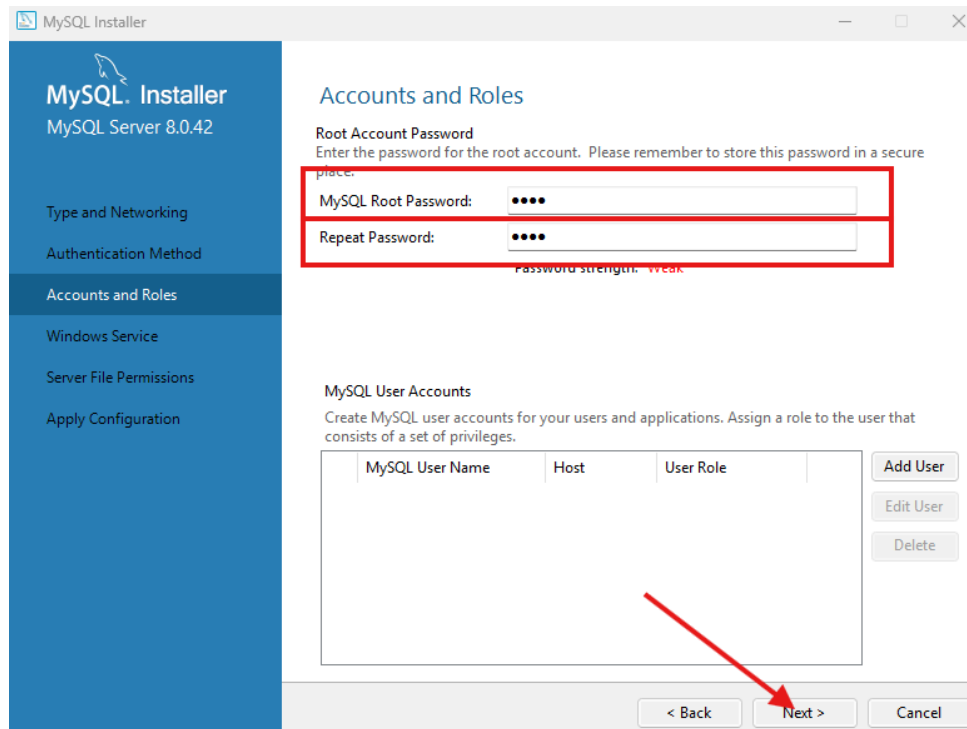 MySQL Installer
MySQL. Installer
MySQL Server 8.0.42
Type and Networking
Authentication Method
Accounts and Roles
Windows Service
Server File Permissions
Apply Configuration
Accounts and Roles
Root Account Password
Enter the password for the root account. Please remember to store this password in a secure
place.
MySQL Root Password: ●●●●
Repeat Password: ●●●●
Password strength: Weak
MySQL User Accounts
Create MySQL user accounts for your users and applications. Assign a role to the user that
consists of a set of privileges.
MySQL User Name Host User Role
Add User
Edit User
Delete
< Back Next > Cancel